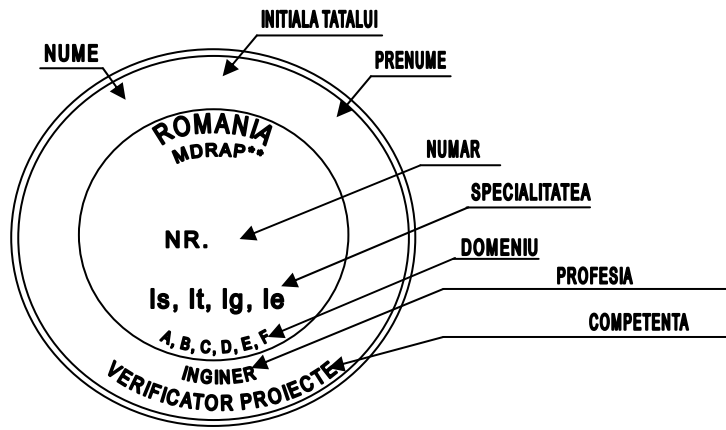 INITIALA TATALUI
NUME
PRENUME
ROMANIA
MDRAP**
NUMAR
SPECIALITATEA
NR.
DOMENIU
Is, It, Ig, Ie
PROFESIA
A, B, C, D, E, F
COMPETENTA
INGINER
VERIFICATOR PROIECTE